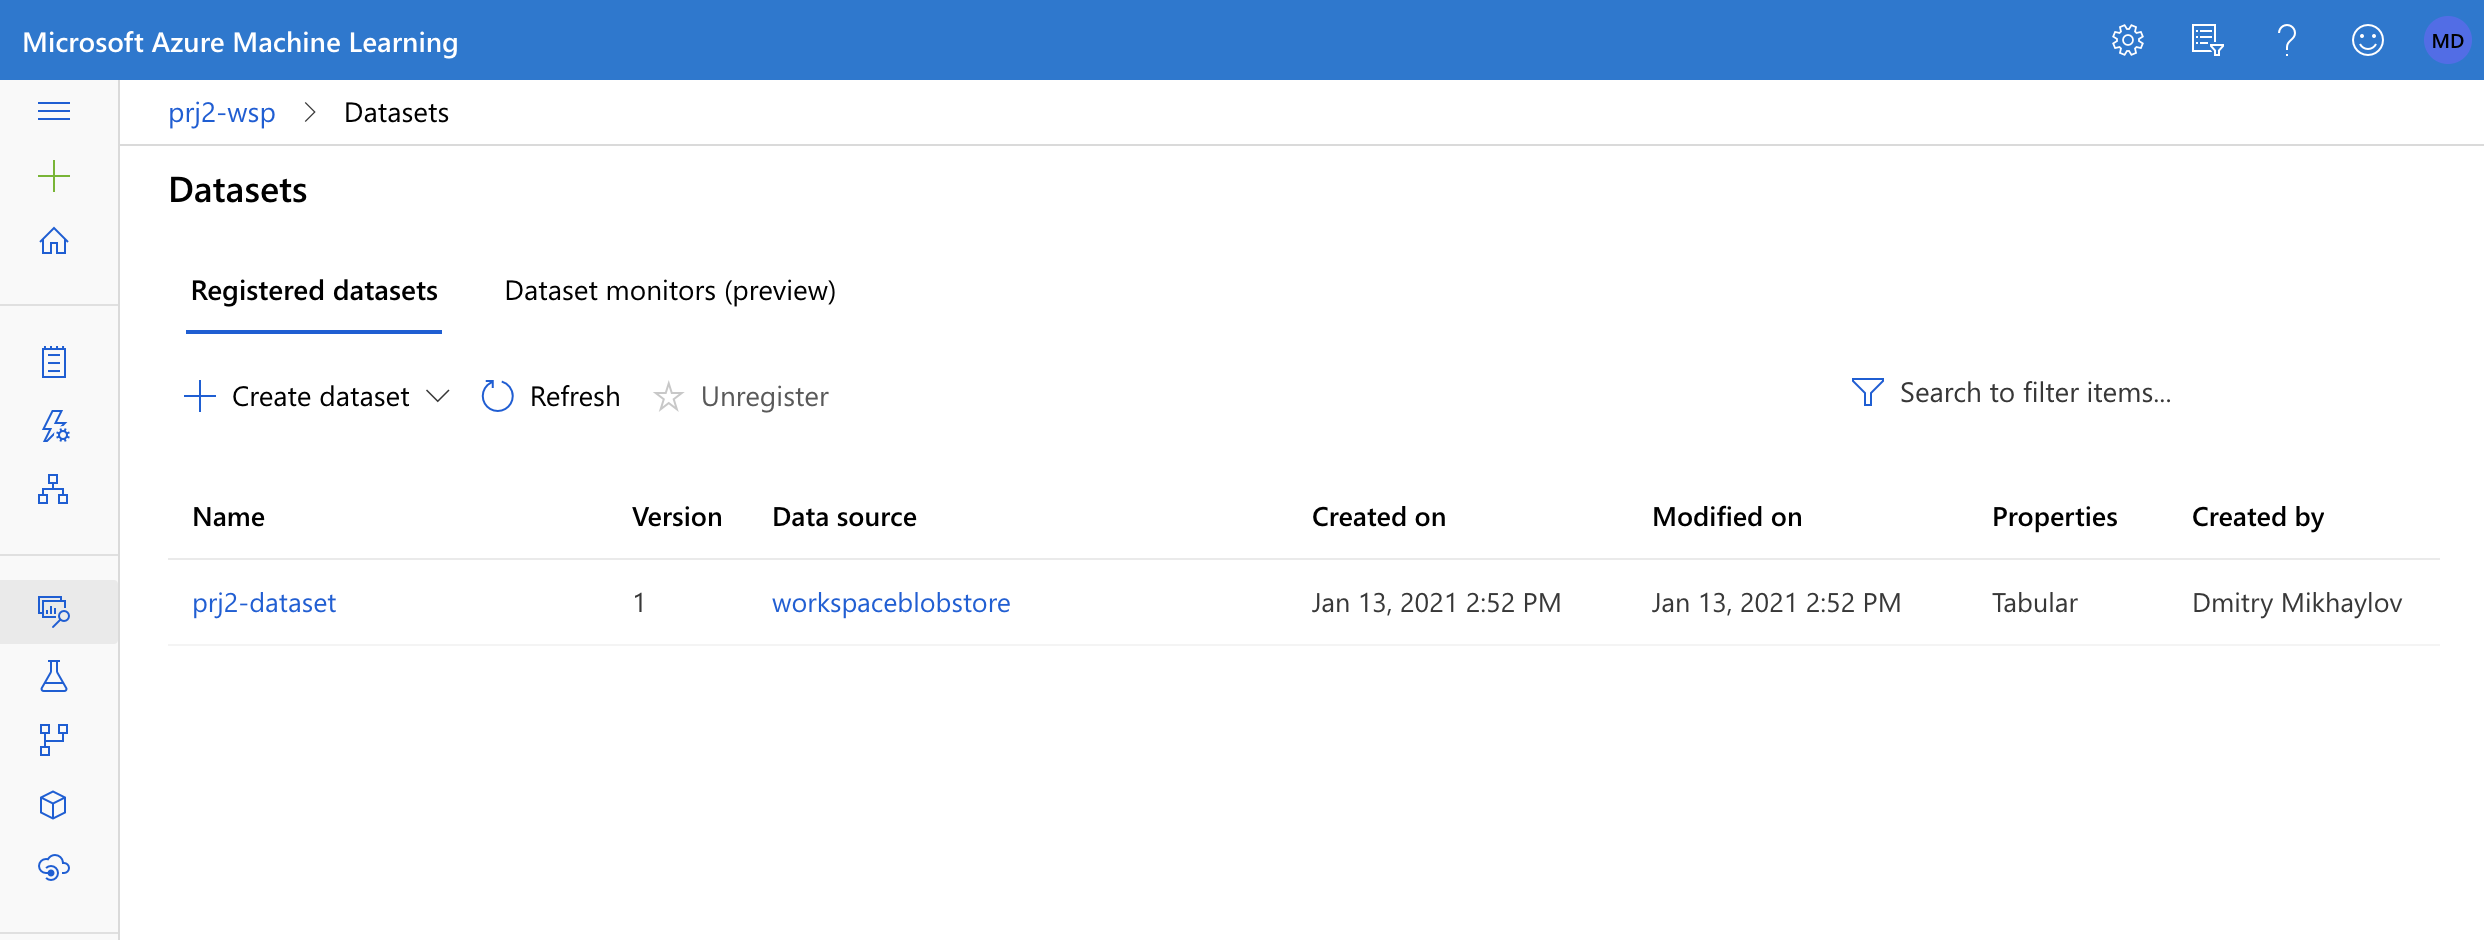 Microsoft Azure Machine Learning
MD
prj2-wsp > Datasets
Datasets
Registered datasets Dataset monitors (preview)
Create dataset Refresh Unregister Search to filter items...
Name Version Data source Created on Modified on Properties Created by
prj2-dataset 1 workspaceblobstore Jan 13, 2021 2:52 PM Jan 13, 2021 2:52 PM Tabular Dmitry Mikhaylov